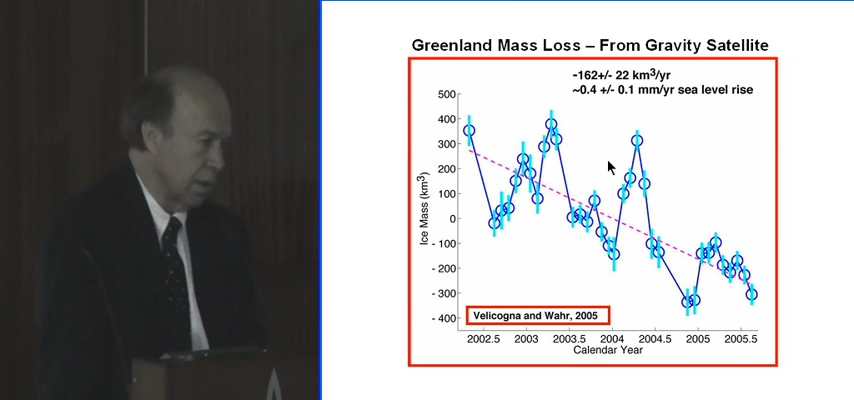 Greenland Mass Loss – From Gravity Satellite
-162+/- 22 km³/yr
~0.4 +/- 0.1 mm/yr sea level rise
Ice Mass (km³)
500
400
300
200
100
0
- 100
- 200
- 300
- 400
Velicogna and Wahr, 2005
2002.5 2003 2003.5 2004 2004.5 2005 2005.5
Calendar Year